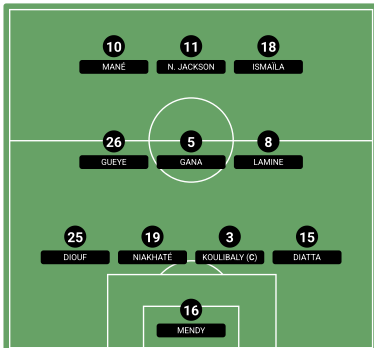 10 11 18
MANÉ N. JACKSON ISMAÏLA
26 5 8
GUEYE GANA LAMINE
25 19 3 15
DIOUF NIAKHATÉ KOULIBALY (C) DIATTA
16
MENDY